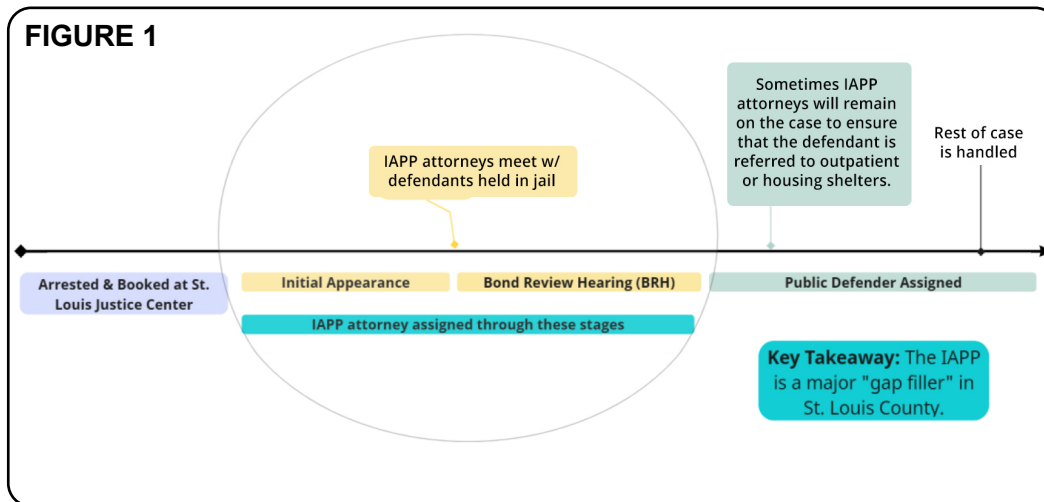 FIGURE 1
Sometimes IAPP
attorneys will remain
on the case to ensure
that the defendant is
referred to outpatient
or housing shelters.
Rest of case
is handled
IAPP attorneys meet w/
defendants held in jail
Arrested & Booked at St.
Louis Justice Center
Initial Appearance
Bond Review Hearing (BRH)
Public Defender Assigned
IAPP attorney assigned through these stages
Key Takeaway: The IAPP
is a major "gap filler" in
St. Louis County.